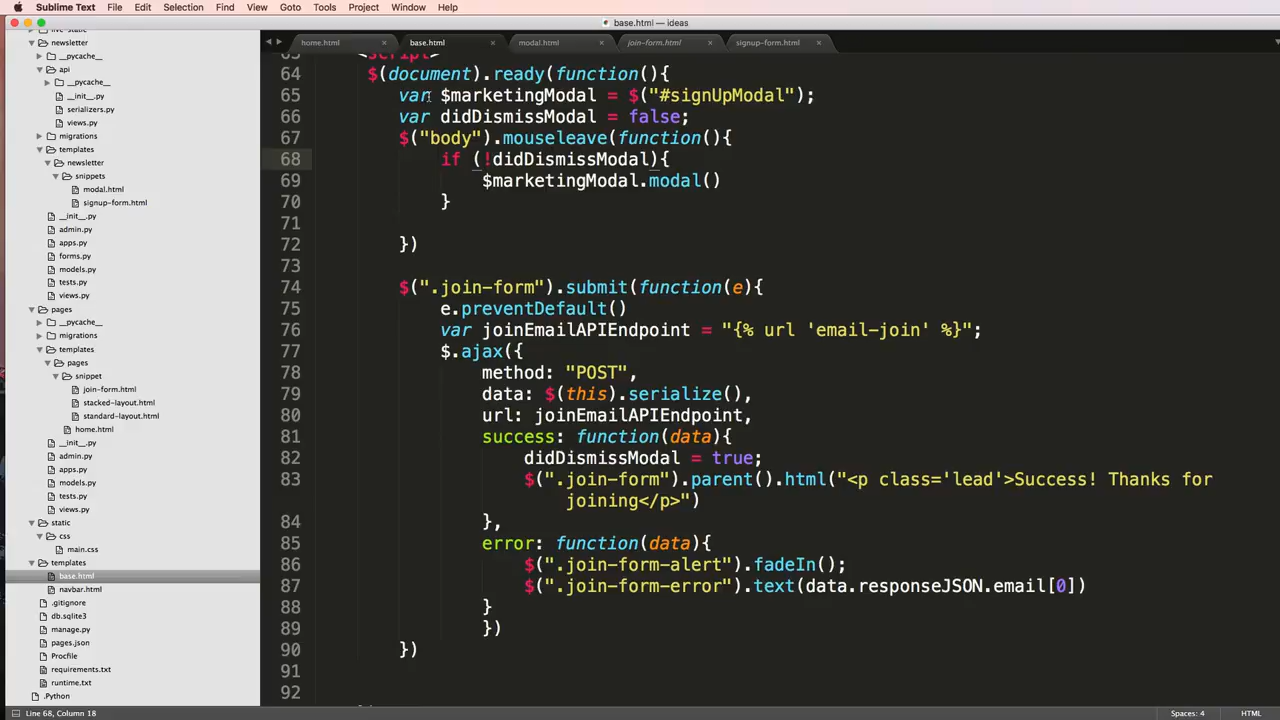 Sublime Text File Edit Selection Find View Goto Tools Project Window Help
base.html — ideas
live-static
newsletter
__pycache__
api
__pycache__
__init__.py
serializers.py
views.py
migrations
templates
newsletter
snippets
modal.html
signup-form.html
__init__.py
admin.py
apps.py
forms.py
models.py
tests.py
views.py
pages
__pycache__
migrations
templates
pages
snippet
join-form.html
stacked-layout.html
standard-layout.html
home.html
__init__.py
admin.py
apps.py
models.py
tests.py
views.py
static
css
main.css
templates
base.html
navbar.html
.gitignore
db.sqlite3
manage.py
pages.json
Procfile
requirements.txt
runtime.txt
.Python
home.html base.html modal.html join-form.html signup-form.html
63 <script>
64 $(document).ready(function(){
65 var $marketingModal = $("#signUpModal");
66 var didDismissModal = false;
67 $("body").mouseleave(function(){
68 if (!didDismissModal){
69 $marketingModal.modal()
70 }
71
72 })
73
74 $(".join-form").submit(function(e){
75 e.preventDefault()
76 var joinEmailAPIEndpoint = "{% url 'email-join' %}";
77 $.ajax({
78 method: "POST",
79 data: $(this).serialize(),
80 url: joinEmailAPIEndpoint,
81 success: function(data){
82 didDismissModal = true;
83 $(".join-form").parent().html("<p class='lead'>Success! Thanks for
joining</p>")
84 },
85 error: function(data){
86 $(".join-form-alert").fadeIn();
87 $(".join-form-error").text(data.responseJSON.email[0])
88 }
89 })
90 })
91
92
Line 68, Column 18 Spaces: 4 HTML